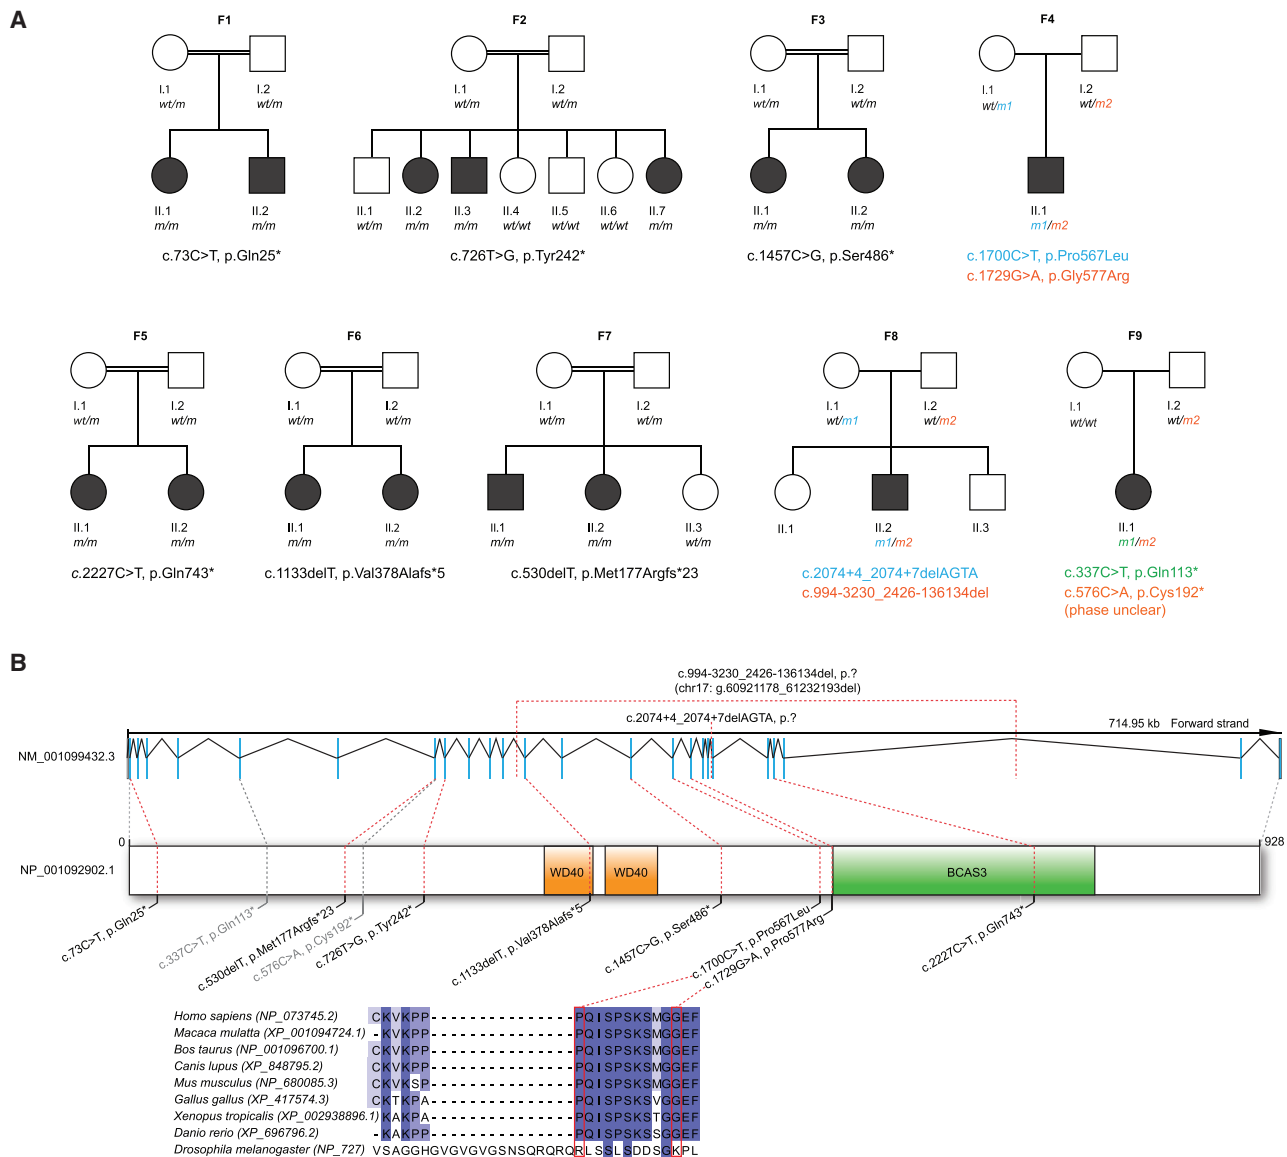 A
F1
F2
F3
F4
I.1 I.2 I.1 I.2 I.1 I.2 I.1 I.2
wt/m wt/m wt/m wt/m wt/m wt/m wt/m1 wt/m2
II.1 II.2 II.1 II.2 II.3 II.4 II.5 II.6 II.7 II.1 II.2 II.1
m/m m/m wt/m m/m m/m wt/wt wt/wt wt/wt m/m m/m m/m m1/m2
c.73C>T, p.Gln25*
c.726T>G, p.Tyr242*
c.1457C>G, p.Ser486*
c.1700C>T, p.Pro567Leu
c.1729G>A, p.Gly577Arg
F5
F6
F7
F8
F9
I.1 I.2 I.1 I.2 I.1 I.2 I.1 I.2 I.1 I.2
wt/m wt/m wt/m wt/m wt/m wt/m wt/m1 wt/m2 wt/wt wt/m2
II.1 II.2 II.1 II.2 II.1 II.2 II.3 II.1 II.2 II.3 II.1
m/m m/m m/m m/m m/m m/m wt/m m1/m2 m1/m2
c.2227C>T, p.Gln743*
c.1133delT, p.Val378Alafs*5
c.530delT, p.Met177Argfs*23
c.2074+4_2074+7delAGTA
c.994-3230_2426-136134del
c.337C>T, p.Gln113*
c.576C>A, p.Cys192*
(phase unclear)
B
c.994-3230_2426-136134del, p.?
(chr17: g.60921178_61232193del)
c.2074+4_2074+7delAGTA, p.?
714.95 kb Forward strand
NM_001099432.3
0
928
NP_001092902.1
WD40 WD40 BCAS3
c.73C>T, p.Gln25*
c.337C>T, p.Gln113*
c.530delT, p.Met177Argfs*23
c.576C>A, p.Cys192*
c.726T>G, p.Tyr242*
c.1133delT, p.Val378Alafs*5
c.1457C>G, p.Ser486*
c.1700C>T, p.Pro567Leu
c.1729G>A, p.Pro577Arg
c.2227C>T, p.Gln743*
Homo sapiens (NP_073745.2) CKVKPP--------------PQISPSKSMGGEF
Macaca mulatta (XP_001094724.1) -KVKPP--------------PQISPSKSMGGEF
Bos taurus (NP_001096700.1) CKVKPP--------------PQISPSKSMGGEF
Canis lupus (XP_848795.2) CKVKPP--------------PQISPSKSMGGEF
Mus musculus (NP_680085.3) CKVKSP--------------PQISPSKSMGGEF
Gallus gallus (XP_417574.3) CKTKPA--------------PQISPSKSVGGEF
Xenopus tropicalis (XP_002938896.1) KAKPA--------------PQISPSKSTGGEF
Danio rerio (XP_696796.2) -KAKPP--------------PQISPSKSSGGEF
Drosophila melanogaster (NP_727) VSAGGHGVGVGVGSNSQRQRQRLSSLSDDSGKPL